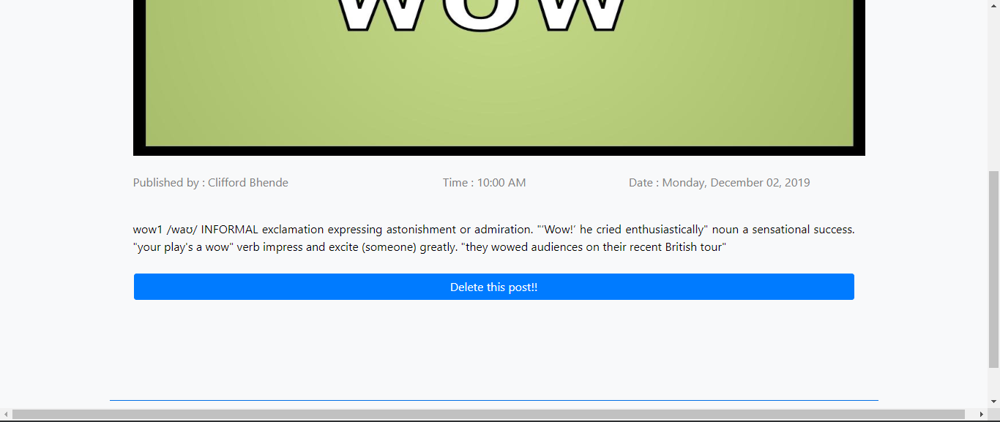 WOW
Published by : Clifford Bhende Time : 10:00 AM Date : Monday, December 02, 2019
wow1 /waʊ/ INFORMAL exclamation expressing astonishment or admiration. "‘Wow!’ he cried enthusiastically" noun a sensational success.
"your play's a wow" verb impress and excite (someone) greatly. "they wowed audiences on their recent British tour"
Delete this post!!